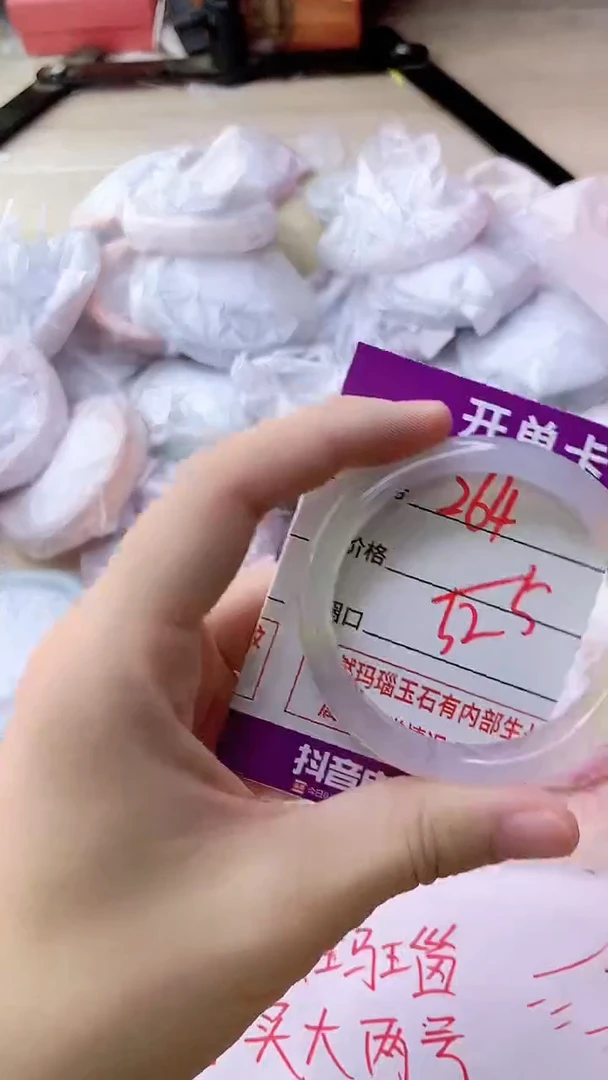 开单卡
264
价格
52.5
圈口
然玛瑙玉石有内部生
抖音
玛瑙
买大两号